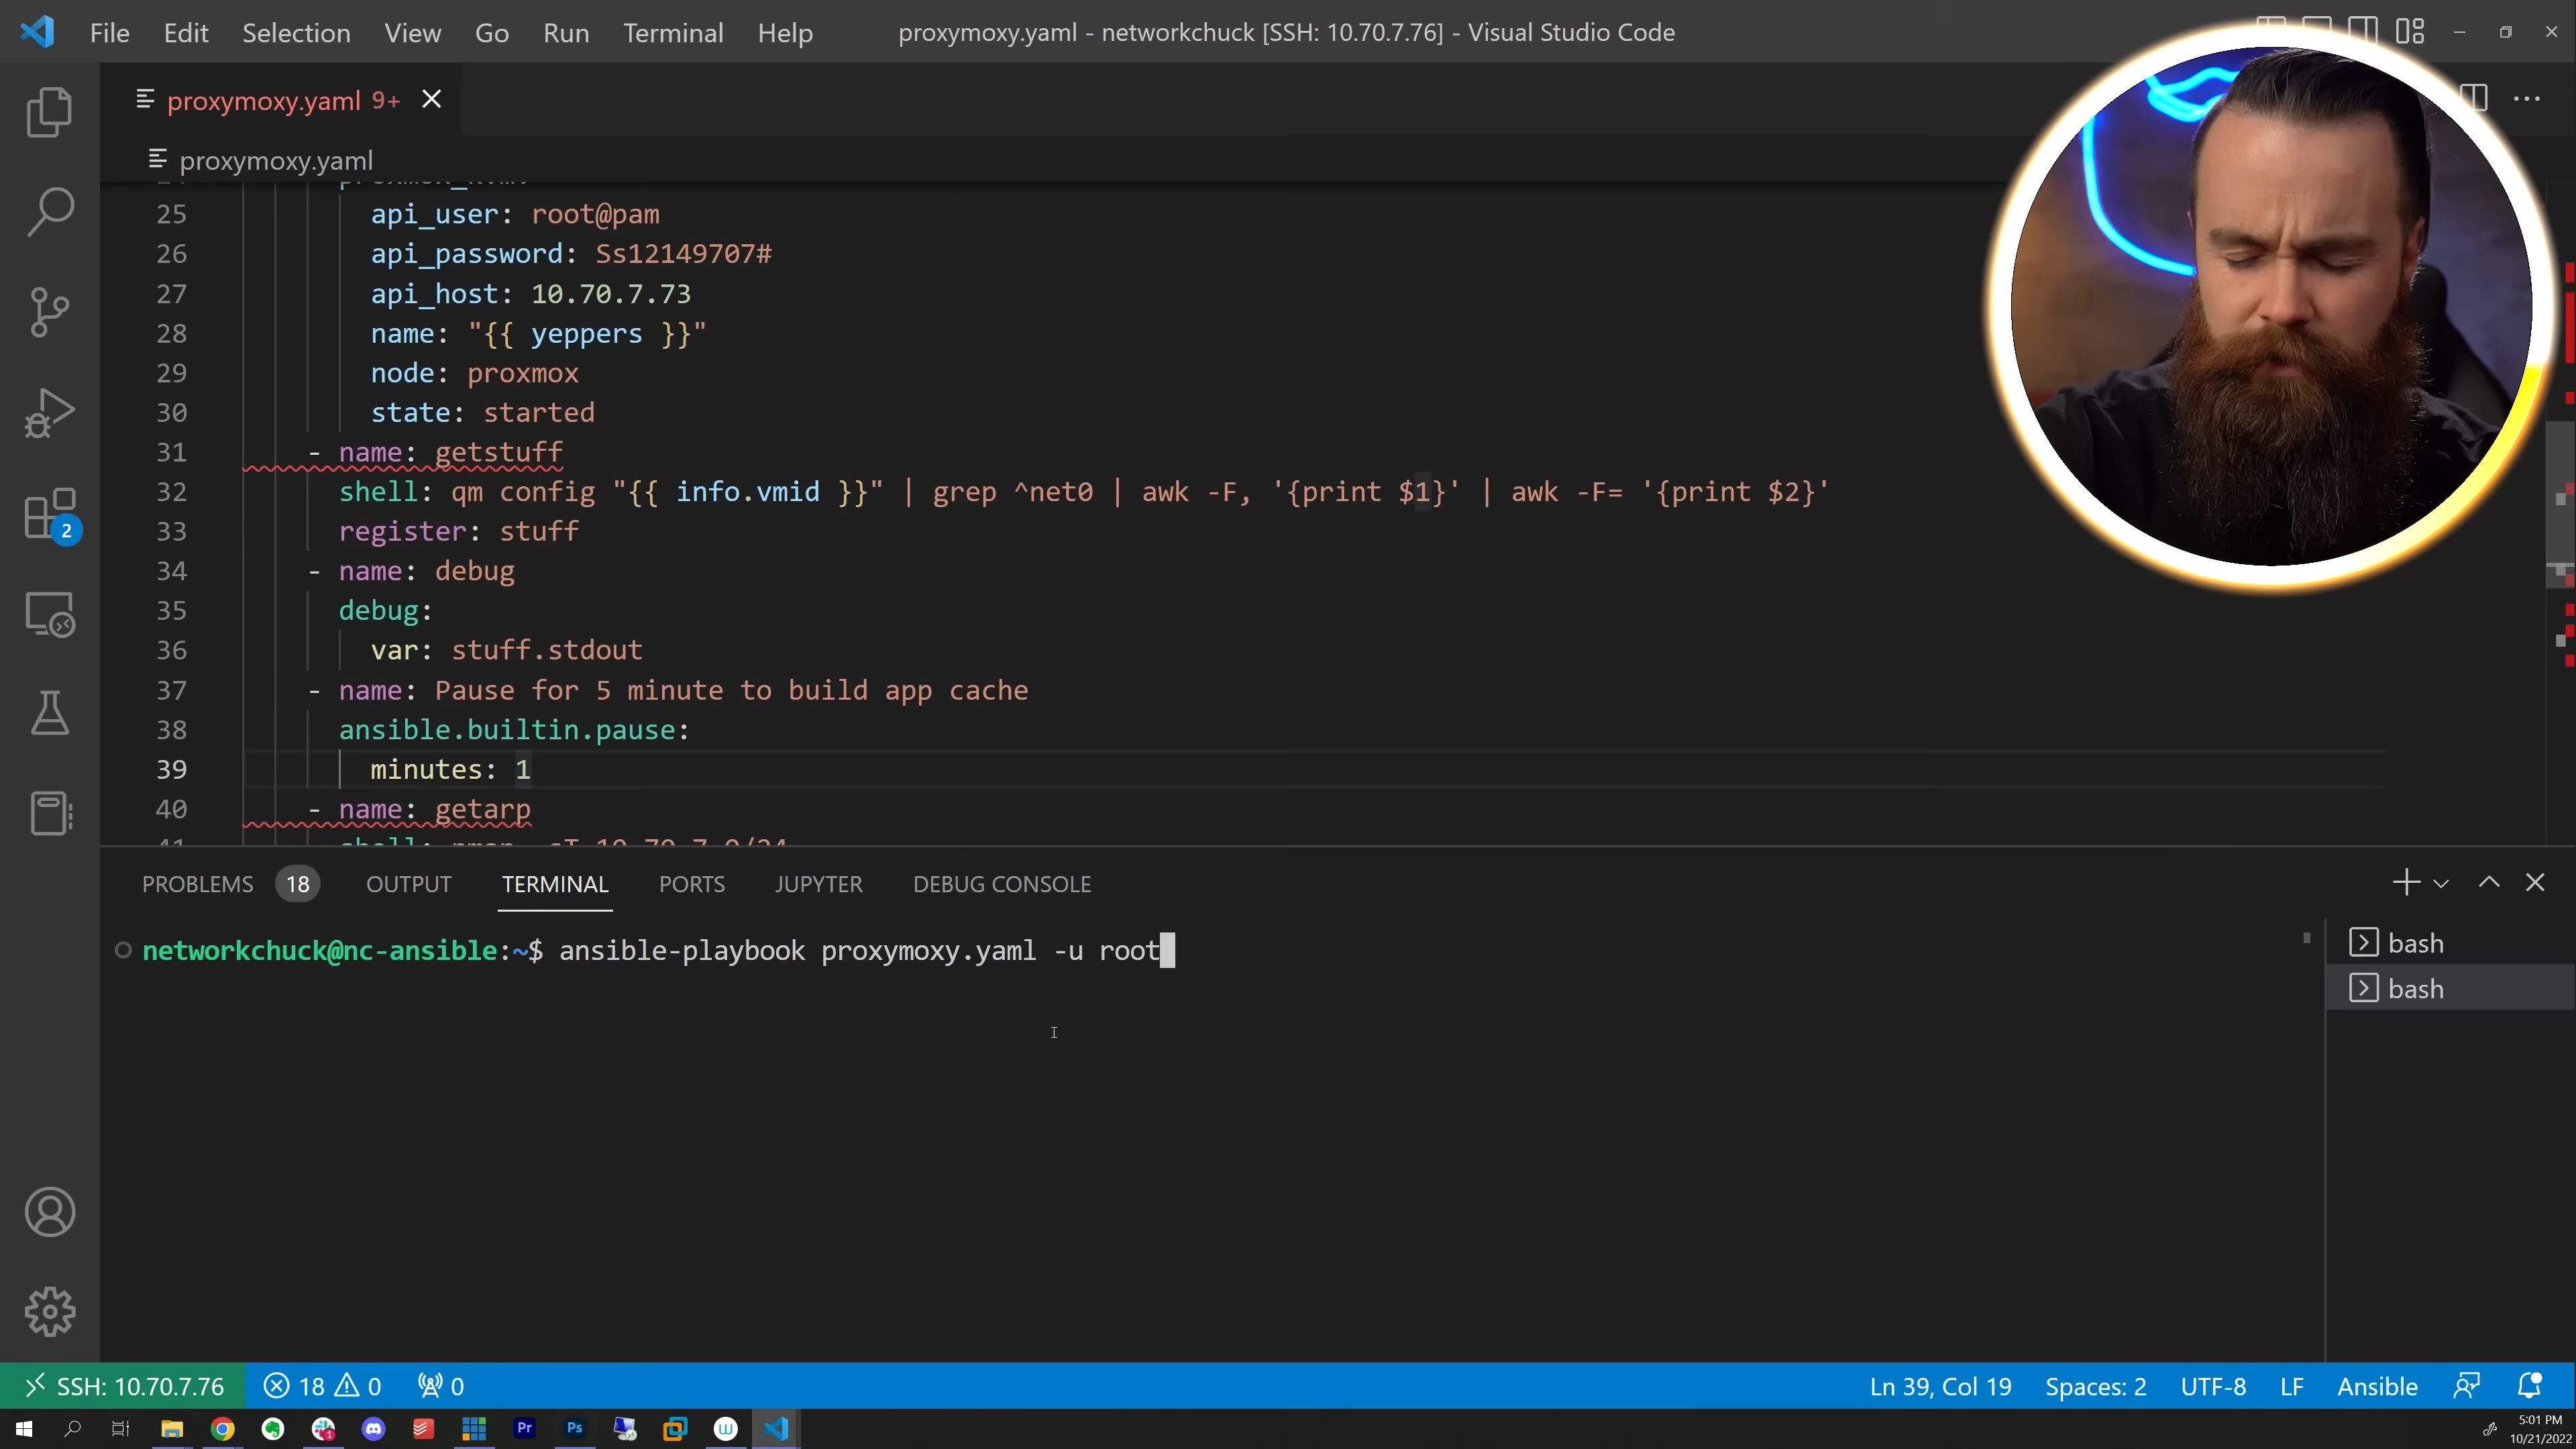 File Edit Selection View Go Run Terminal Help proxymoxy.yaml - networkchuck [SSH: 10.70.7.76] - Visual Studio Code
proxymoxy.yaml 9+
proxymoxy.yaml
25 api_user: root@pam
26 api_password: Ss12149707#
27 api_host: 10.70.7.73
28 name: "{{ yeppers }}"
29 node: proxmox
30 state: started
31 - name: getstuff
32 shell: qm config "{{ info.vmid }}" | grep ^net0 | awk -F, '{print $1}' | awk -F= '{print $2}'
33 register: stuff
34 - name: debug
35 debug:
36 var: stuff.stdout
37 - name: Pause for 5 minute to build app cache
38 ansible.builtin.pause:
39 minutes: 1
40 - name: getarp
2
PROBLEMS 18 OUTPUT TERMINAL PORTS JUPYTER DEBUG CONSOLE
networkchuck@nc-ansible:~$ ansible-playbook proxymoxy.yaml -u root
bash
bash
SSH: 10.70.7.76 18 0 0 Ln 39, Col 19 Spaces: 2 UTF-8 LF Ansible
1 Pr Ps W
5:01 PM
10/21/2022